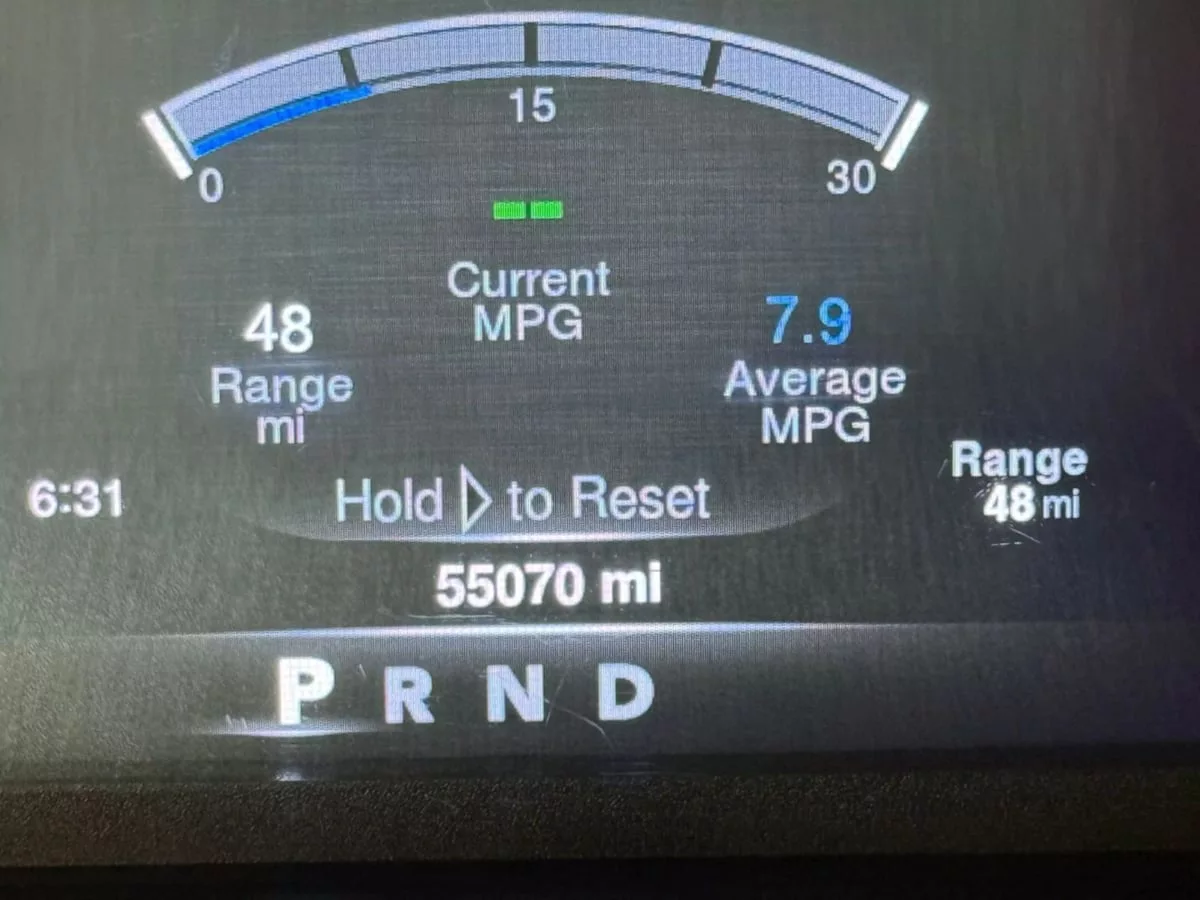 15
0
30
Current
MPG
48
Range
mi
7.9
Average
MPG
Range
48 mi
6:31
Hold ▷ to Reset
55070 mi
P R N D